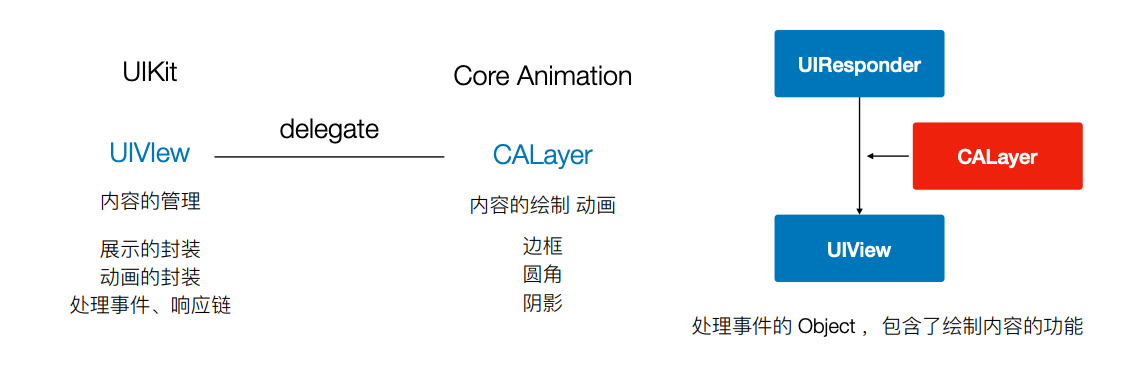 UIKit
Core Animation
delegate
UIVIew
CALayer
内容的管理
内容的绘制 动画
展示的封装
动画的封装
处理事件、响应链
边框
圆角
阴影
UIResponder
CALayer
UIView
处理事件的 Object ，包含了绘制内容的功能